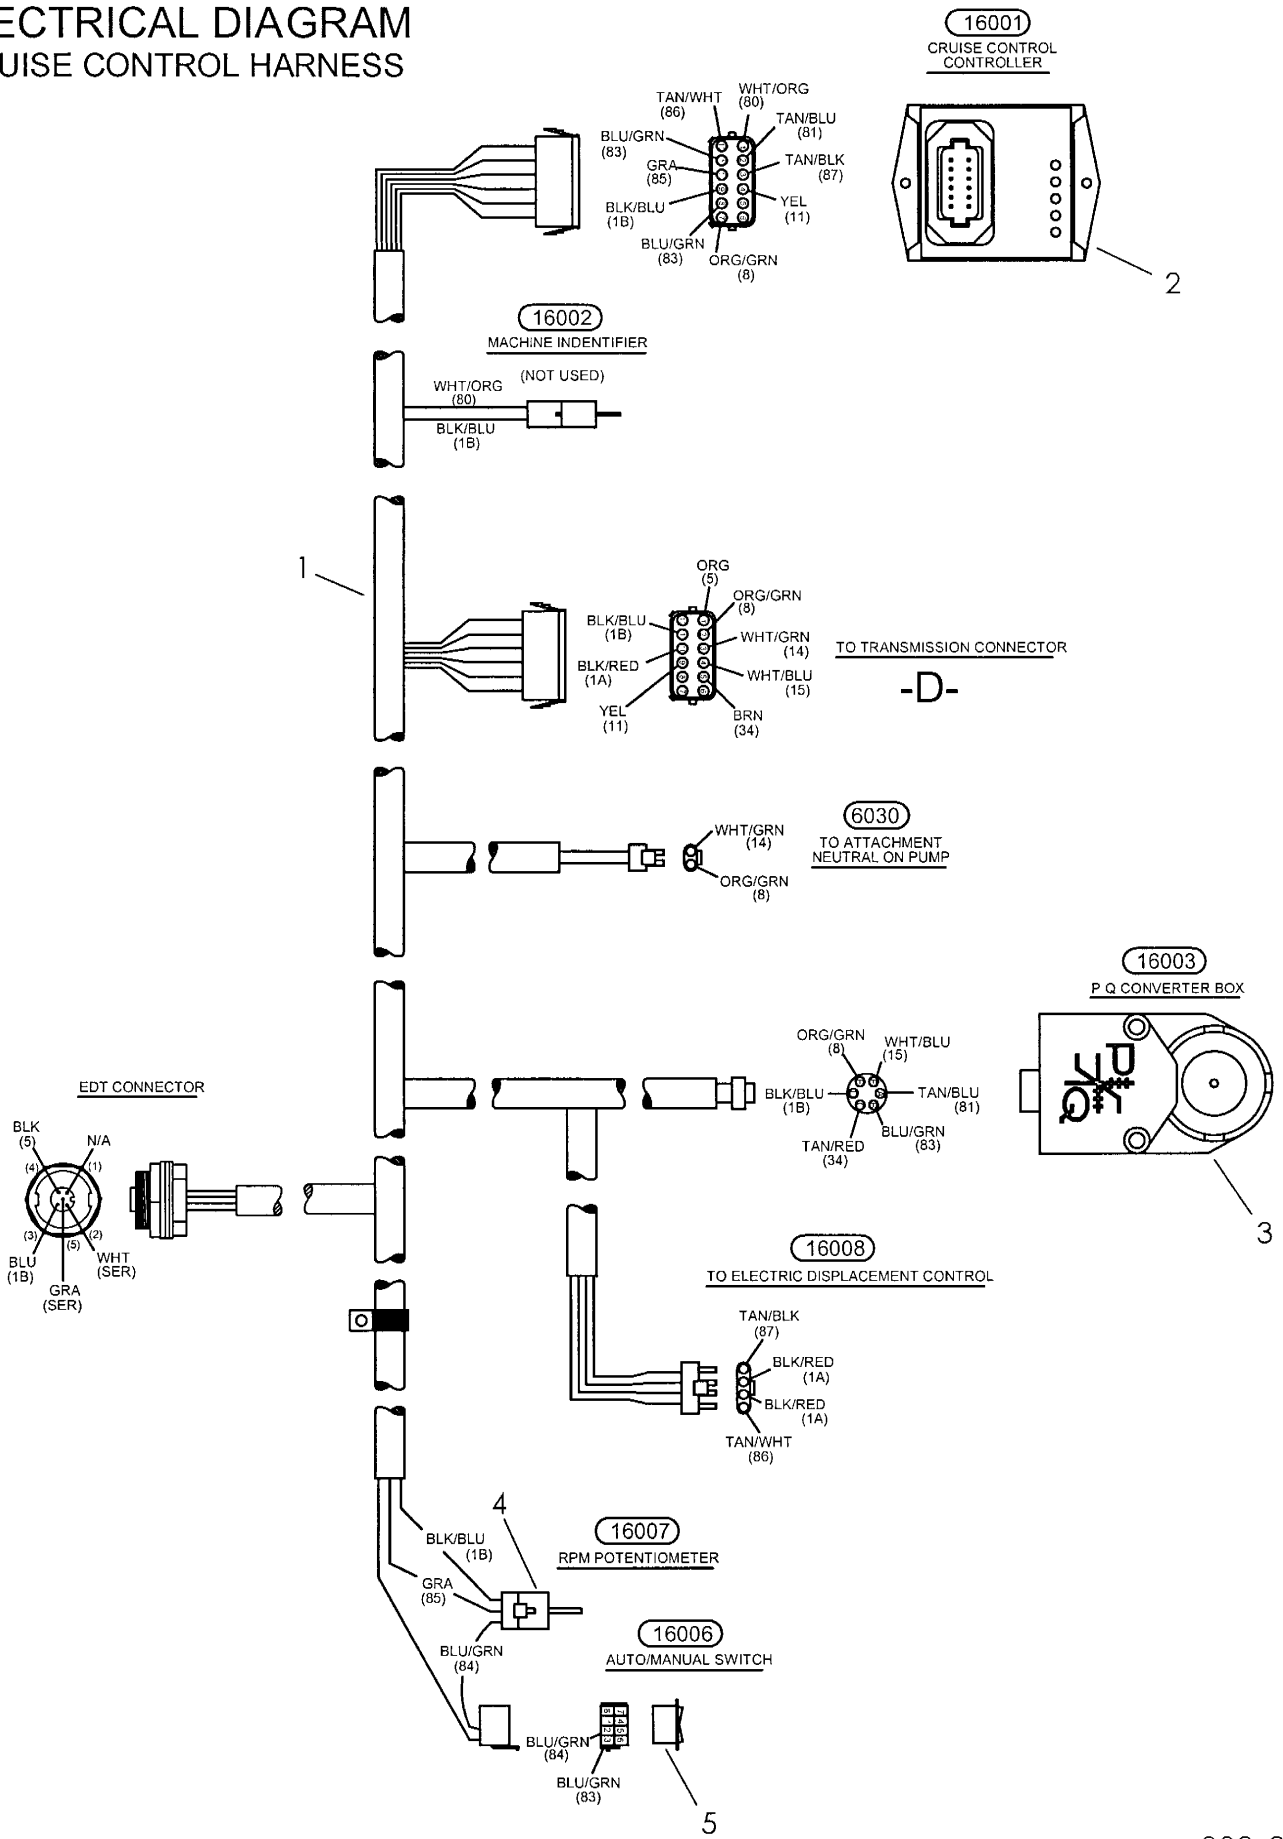 ECTRICAL DIAGRAM
UISE CONTROL HARNESS
16001
CRUISE CONTROL
CONTROLLER
TAN/WHT
(86)
WHT/ORG
(80)
TAN/BLU
(81)
BLU/GRN
(83)
GRA
(85)
TAN/BLK
(87)
BLK/BLU
(1B)
YEL
(11)
BLU/GRN
(83)
ORG/GRN
(8)
2
16002
MACHINE INDENTIFIER
(NOT USED)
WHT/ORG
(80)
BLK/BLU
(1B)
1
ORG
(5)
ORG/GRN
(8)
BLK/BLU
(1B)
WHT/GRN
(14)
BLK/RED
(1A)
WHT/BLU
(15)
YEL
(11)
BRN
(34)
TO TRANSMISSION CONNECTOR
-D-
6030
TO ATTACHMENT
NEUTRAL ON PUMP
WHT/GRN
(14)
ORG/GRN
(8)
16003
P Q CONVERTER BOX
ORG/GRN
(8)
WHT/BLU
(15)
BLK/BLU
(1B)
TAN/BLU
(81)
TAN/RED
(34)
BLU/GRN
(83)
P
Q
3
EDT CONNECTOR
BLK
(5)
N/A
(4)
(1)
(3)
(5)
(2)
BLU
(1B)
WHT
(SER)
GRA
(SER)
16008
TO ELECTRIC DISPLACEMENT CONTROL
TAN/BLK
(87)
BLK/RED
(1A)
BLK/RED
(1A)
TAN/WHT
(86)
4
16007
RPM POTENTIOMETER
BLK/BLU
(1B)
GRA
(85)
BLU/GRN
(84)
16006
AUTO/MANUAL SWITCH
8 7
1 4
2 5
3 6
BLU/GRN
(84)
BLU/GRN
(83)
5